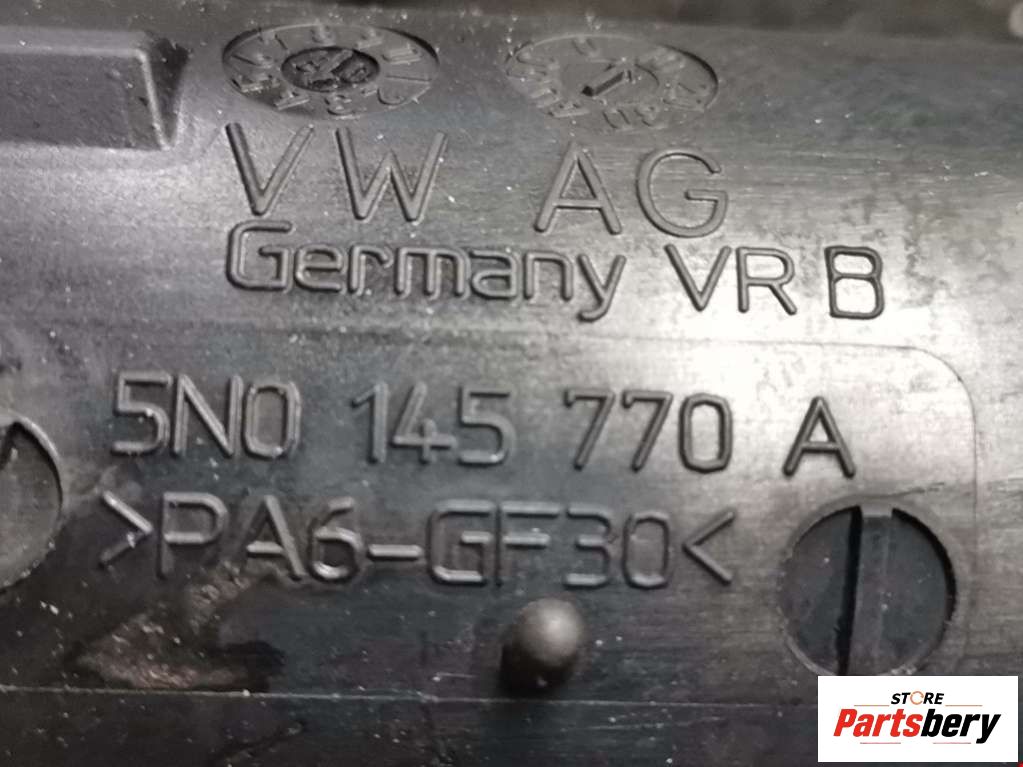 VW AG
Germany VR B
5N0 145 770 A
>PA6-GF30<
STORE
Partsbery